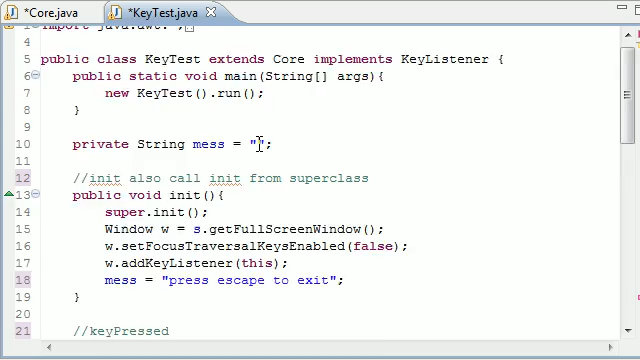 *Core.java *KeyTest.java
import java.awt.*;
4
5 public class KeyTest extends Core implements KeyListener {
6 public static void main(String[] args){
7 new KeyTest().run();
8 }
9
10 private String mess = "";
11
12 //init also call init from superclass
13 public void init(){
14 super.init();
15 Window w = s.getFullScreenWindow();
16 w.setFocusTraversalKeysEnabled(false);
17 w.addKeyListener(this);
18 mess = "press escape to exit";
19 }
20
21 //keyPressed